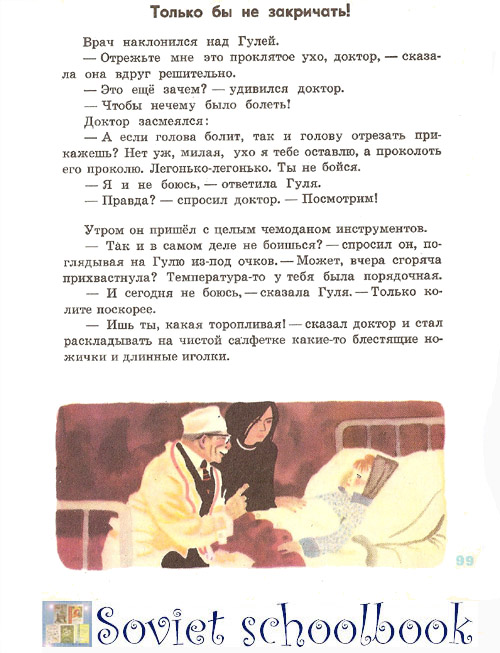 Только бы не закричать!
Врач наклонился над Гулей.
— Отрежьте мне это проклятое ухо, доктор, — сказа-
ла она вдруг решительно.
— Это ещё зачем? — удивился доктор.
— Чтобы нечему было болеть!
Доктор засмеялся:
— А если голова болит, так и голову отрезать при-
кажешь? Нет уж, милая, ухо я тебе оставлю, а проколоть
его проколю. Легонько-легонько. Ты не бойся.
— Я и не боюсь, — ответила Гуля.
— Правда? — спросил доктор. — Посмотрим!
Утром он пришёл с целым чемоданом инструментов.
— Так и в самом деле не боишься? — спросил он, по-
глядывая на Гулю из-под очков. — Может, вчера сгоряча
прихвастнула? Температура-то у тебя была порядочная.
— И сегодня не боюсь, — сказала Гуля. — Только ко-
лите поскорее.
— Ишь ты, какая торопливая! — сказал доктор и стал
раскладывать на чистой салфетке какие-то блестящие но-
жички и длинные иголки.
99
Soviet schoolbook